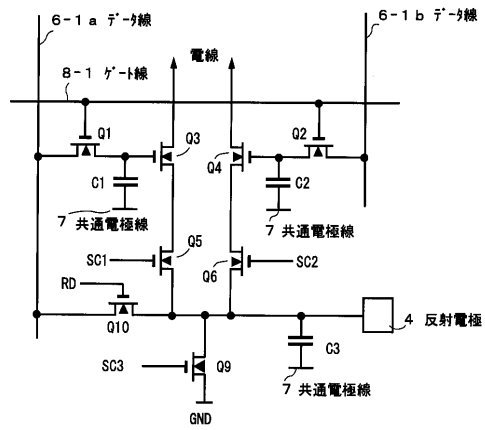 6-1a データ線
6-1b データ線
電線
8-1 ゲート線
Q1
Q3
Q4
Q2
C1
C2
7 共通電極線
7 共通電極線
SC1
Q5
Q6
SC2
RD
Q10
4 反射電極
C3
SC3
Q9
7 共通電極線
GND